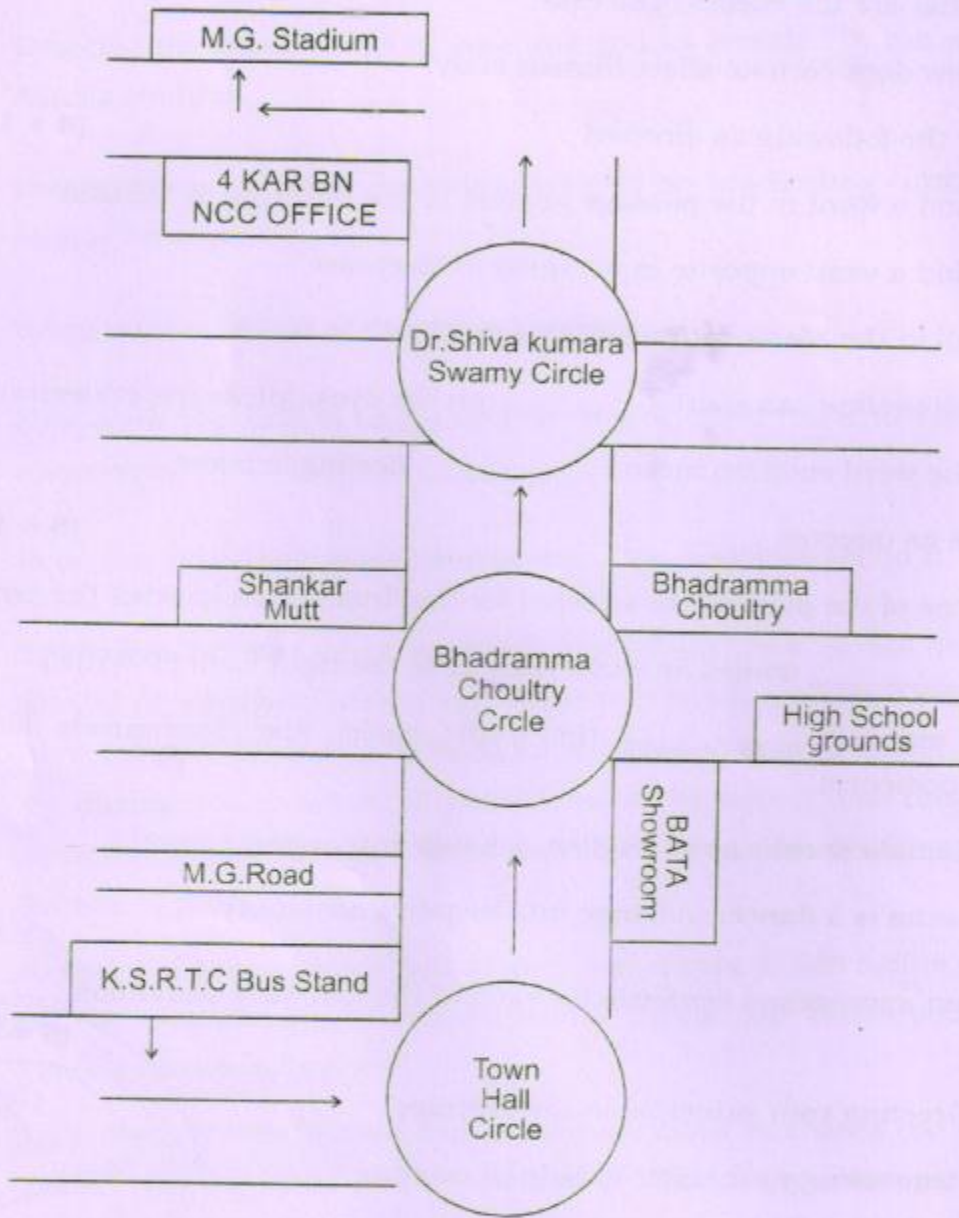 M.G. Stadium
4 KAR BN
NCC OFFICE
Dr.Shiva kumara
Swamy Circle
Shankar
Mutt
Bhadramma
Choultry
Bhadramma
Choultry
Crcle
High School
grounds
BATA
Showroom
M.G.Road
K.S.R.T.C Bus Stand
Town
Hall
Circle